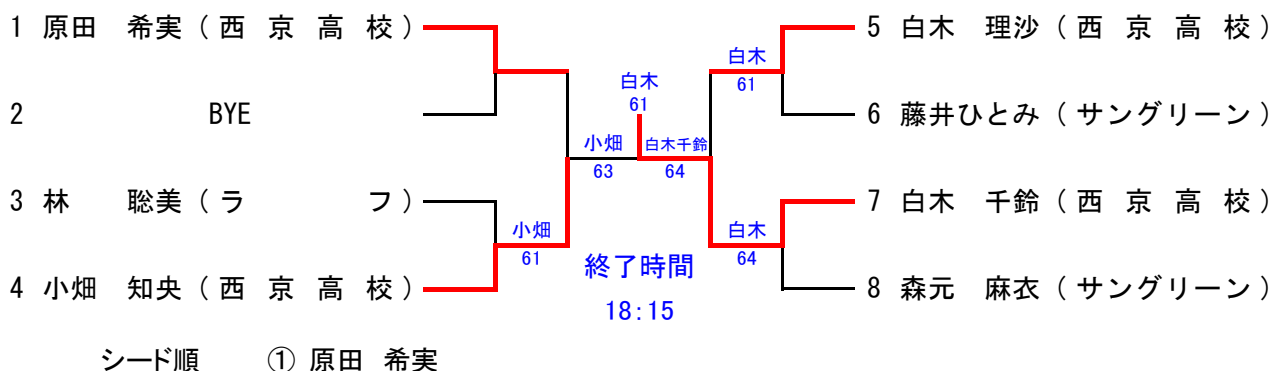 1 原田 希実 ( 西 京 高 校 )
2 BYE
3 林 聡美 ( ラ フ )
4 小畑 知央 ( 西 京 高 校 )
小畑
61
小畑
63
白木
61
白木千鈴
64
白木
61
白木
64
終了時間
18:15
5 白木 理沙 ( 西 京 高 校 )
6 藤井ひとみ ( サングリーン )
7 白木 千鈴 ( 西 京 高 校 )
8 森元 麻衣 ( サングリーン )
シード順 ① 原田 希実